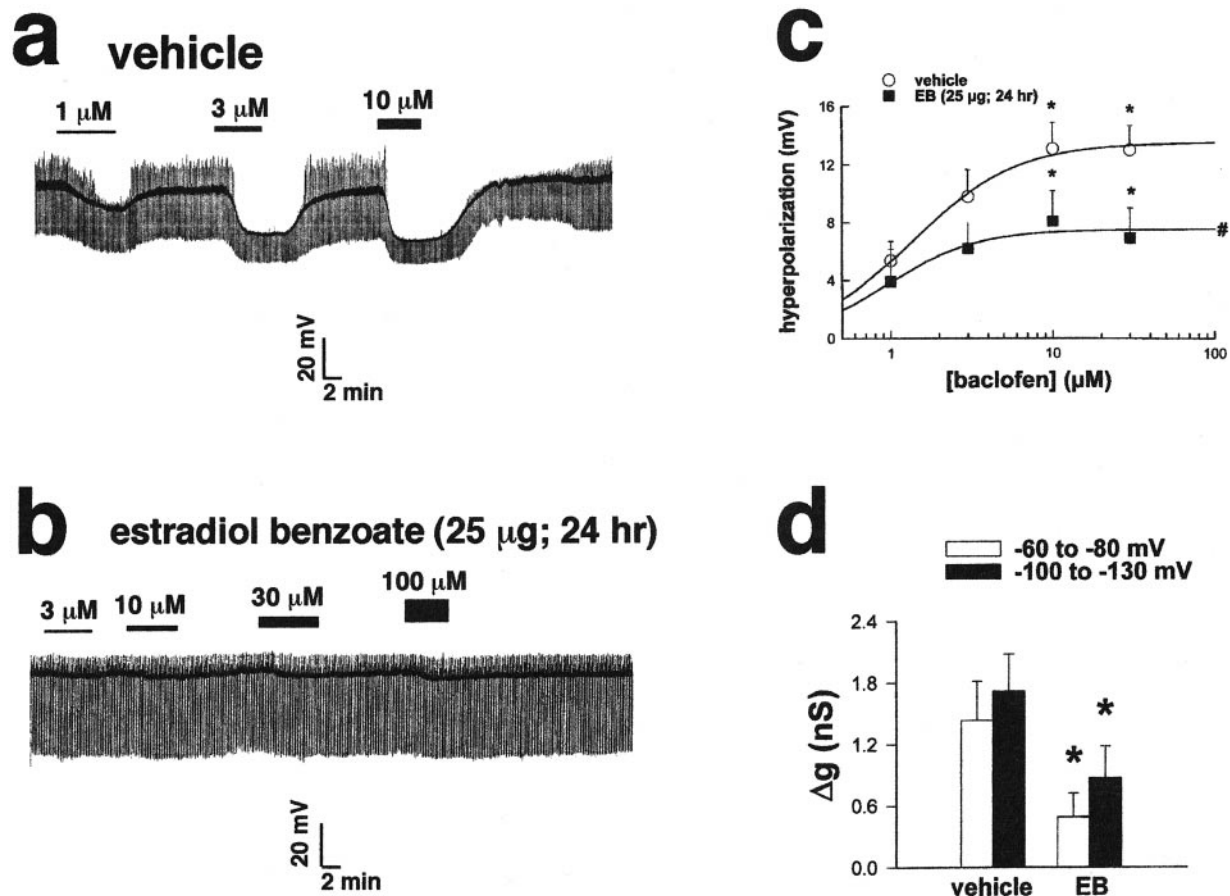 a vehicle
1 μM 3 μM 10 μM
20 mV
2 min
b estradiol benzoate (25 μg; 24 hr)
3 μM 10 μM 30 μM 100 μM
20 mV
2 min
c
vehicle
EB (25 μg; 24 hr)
hyperpolarization (mV)
16
12
8
4
0
* *
* *
#
1 10 100
[baclofen] (μM)
d
-60 to -80 mV
-100 to -130 mV
Δg (nS)
2.4
1.8
1.2
0.6
0.0
* *
vehicle EB